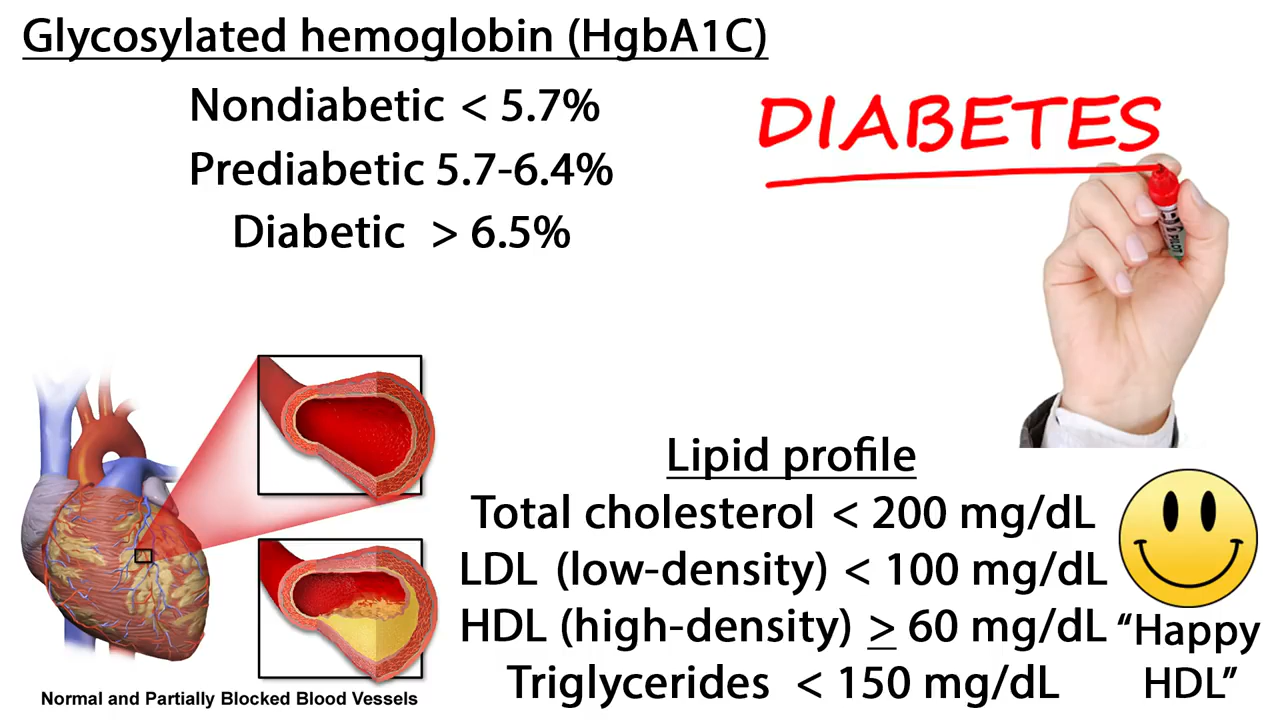 Glycosylated hemoglobin (HgbA1C)
Nondiabetic < 5.7%
Prediabetic 5.7-6.4%
Diabetic > 6.5%
DIABETES
PILOT
Lipid profile
Total cholesterol < 200 mg/dL
LDL (low-density) < 100 mg/dL
HDL (high-density) ≥ 60 mg/dL
Triglycerides < 150 mg/dL
“Happy
HDL”
Normal and Partially Blocked Blood Vessels